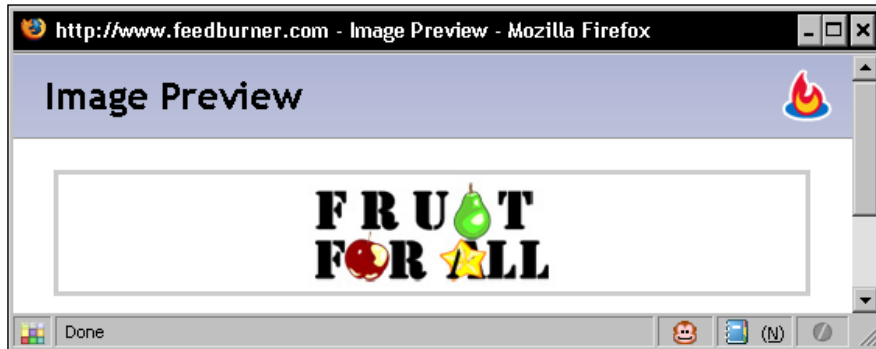 http://www.feedburner.com - Image Preview - Mozilla Firefox
Image Preview
FRUIT
FOR ALL
Done
(N)